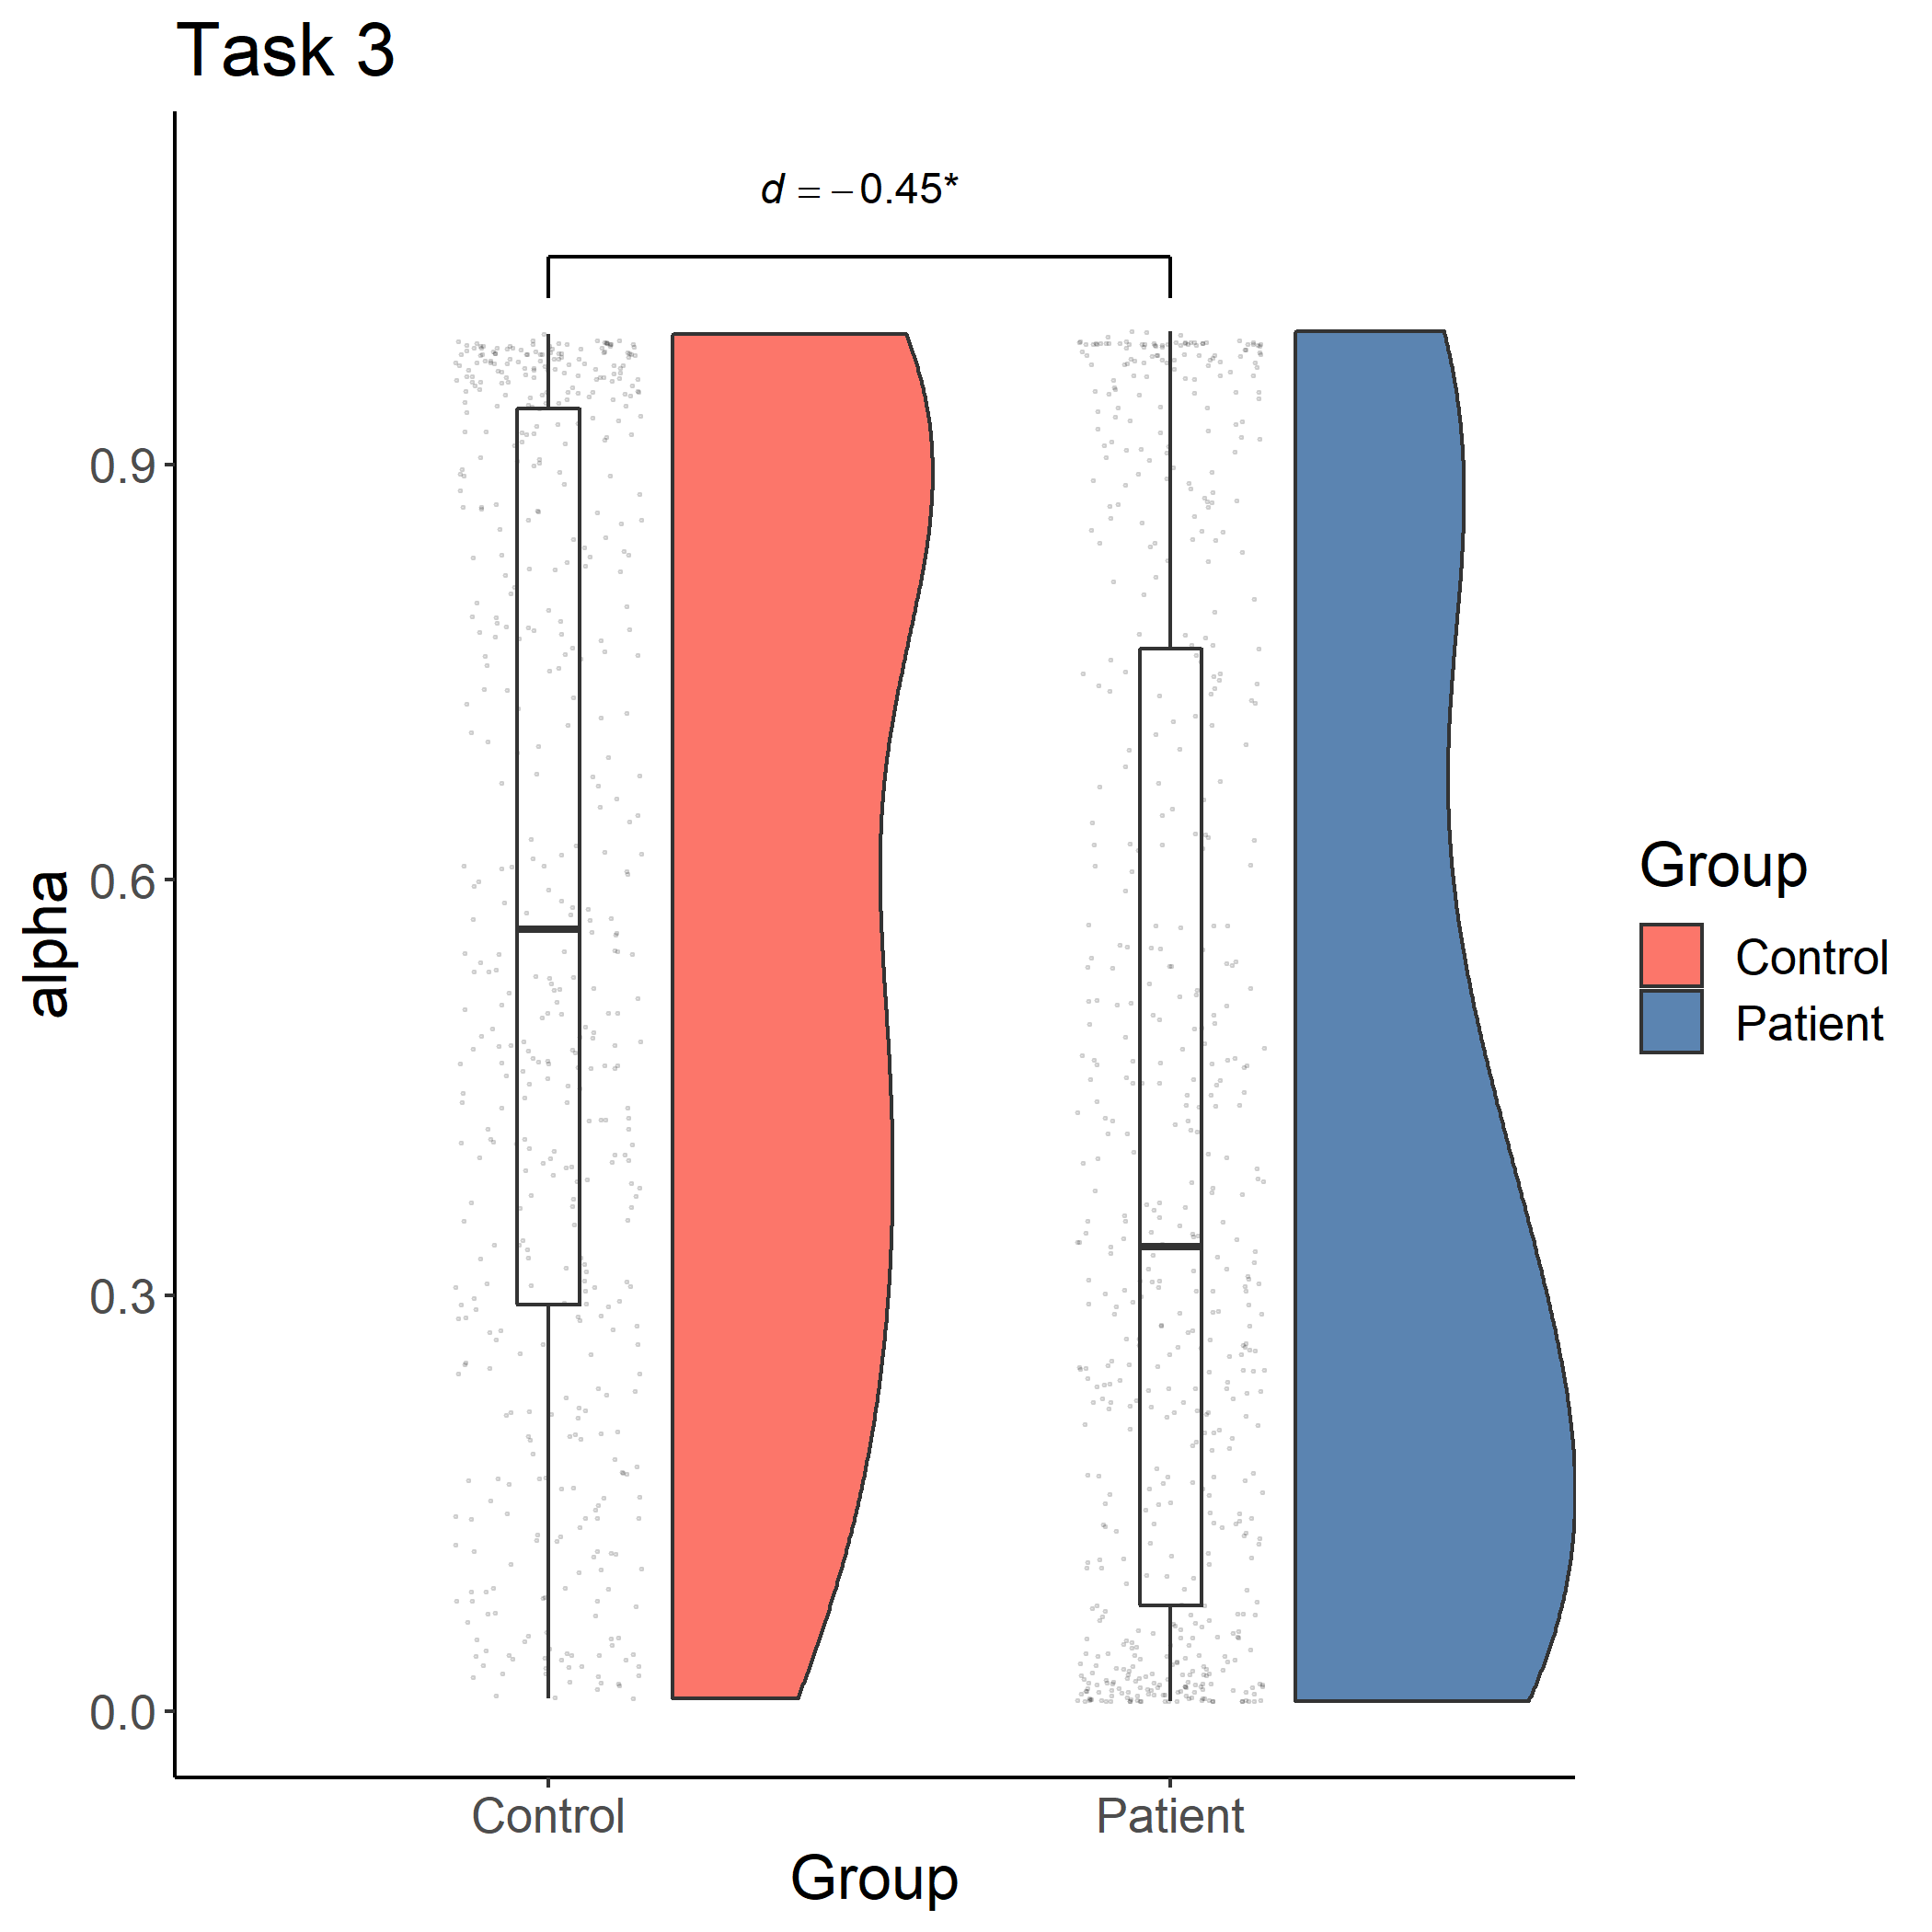 Task 3
d = −0.45*
0.9
0.6
0.3
0.0
alpha
Control
Patient
Group
Group
Control
Patient